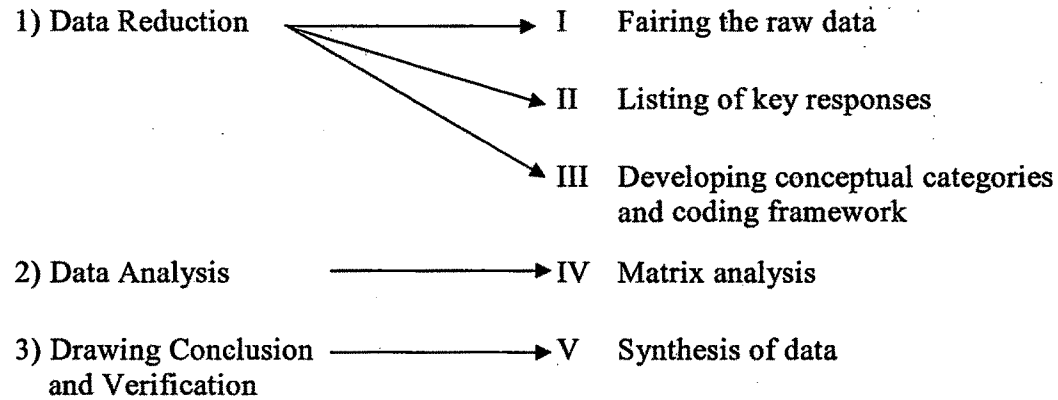 1) Data Reduction I Fairing the raw data
II Listing of key responses
III Developing conceptual categories
and coding framework
2) Data Analysis IV Matrix analysis
3) Drawing Conclusion V Synthesis of data
and Verification